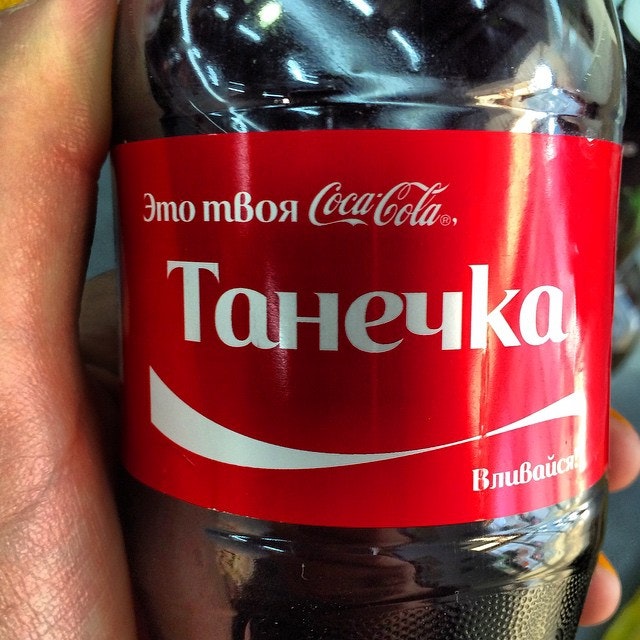 Это твоя Coca-Cola®,
Танечка
Вливайся!